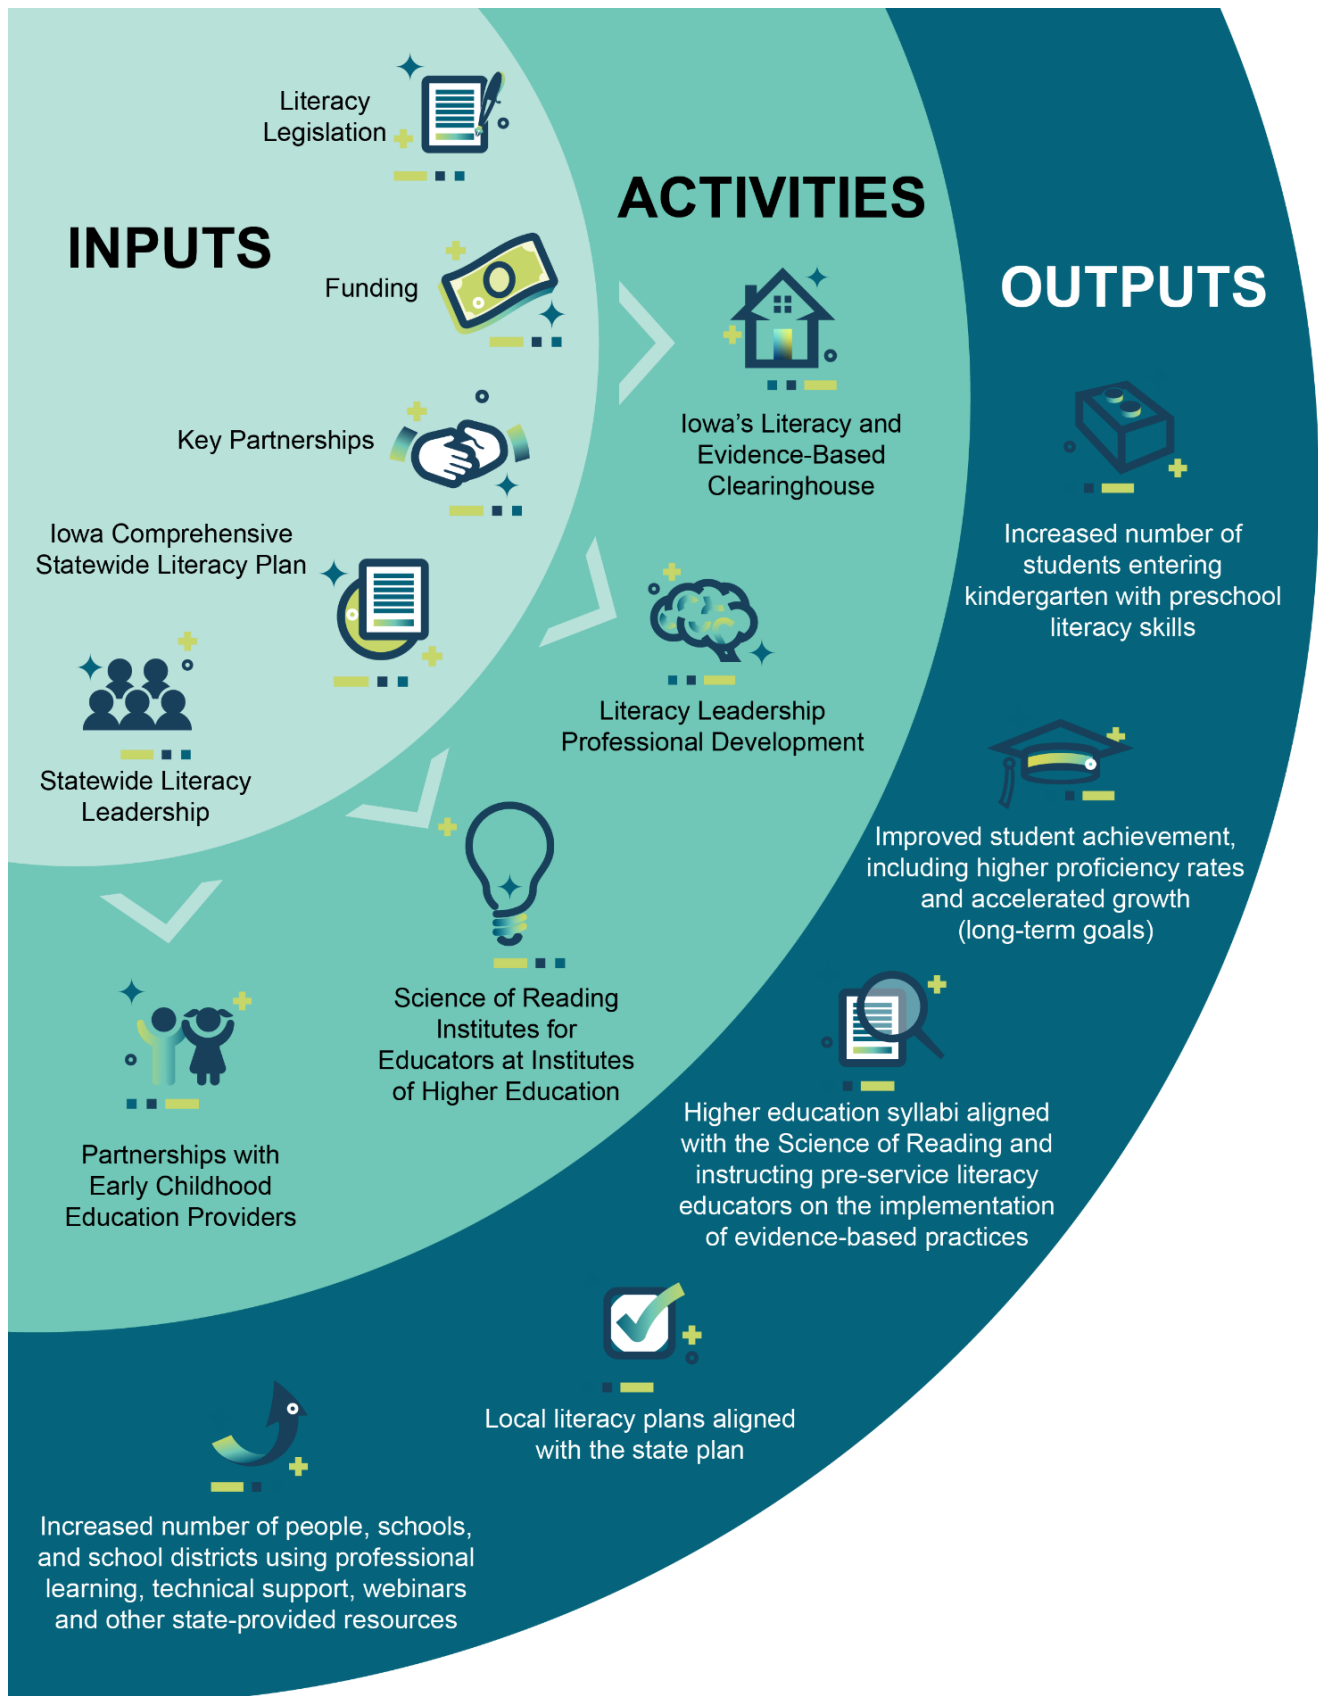 INPUTS
Literacy
Legislation
Funding
Key Partnerships
Iowa Comprehensive
Statewide Literacy Plan
Statewide Literacy
Leadership
ACTIVITIES
Iowa’s Literacy and
Evidence-Based
Clearinghouse
Literacy Leadership
Professional Development
Science of Reading
Institutes for
Educators at Institutes
of Higher Education
Partnerships with
Early Childhood
Education Providers
OUTPUTS
Increased number of
students entering
kindergarten with preschool
literacy skills
Improved student achievement,
including higher proficiency rates
and accelerated growth
(long-term goals)
Higher education syllabi aligned
with the Science of Reading and
instructing pre-service literacy
educators on the implementation
of evidence-based practices
Local literacy plans aligned
with the state plan
Increased number of people, schools,
and school districts using professional
learning, technical support, webinars
and other state-provided resources